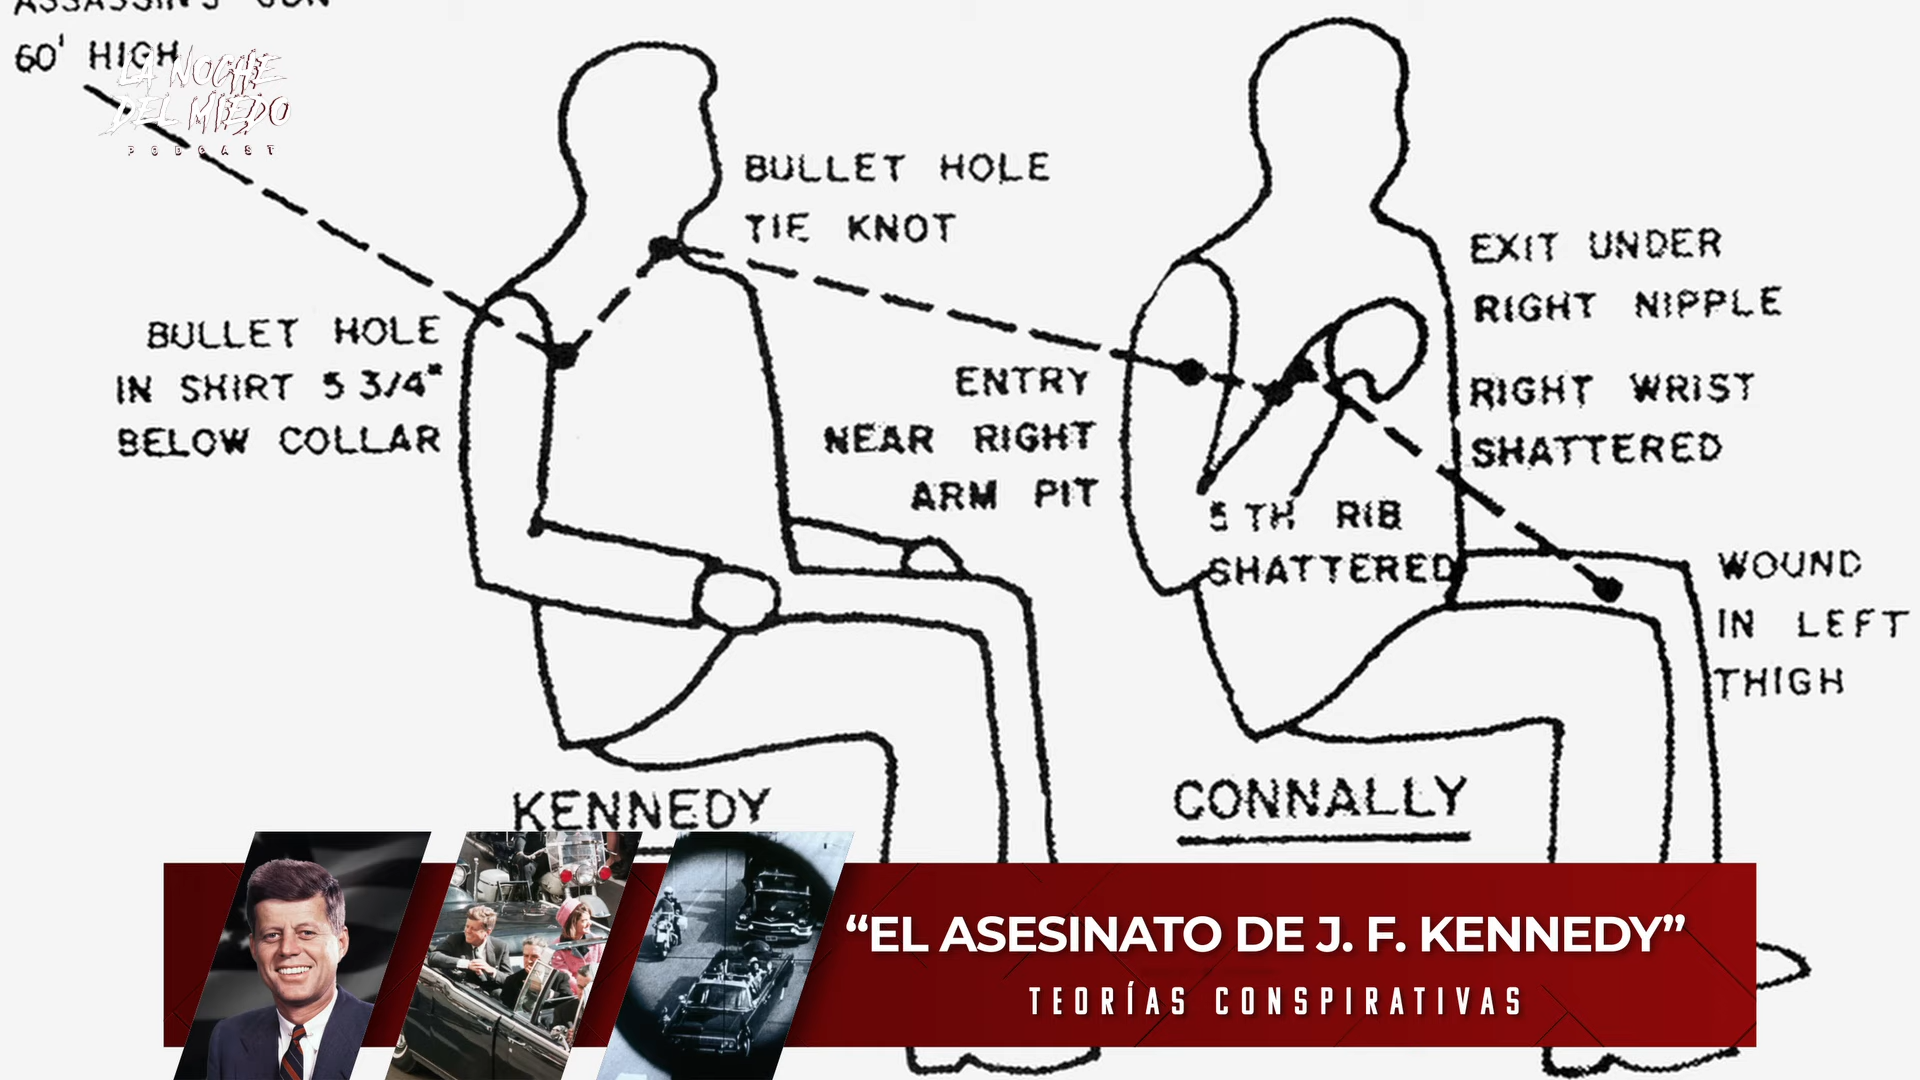 ASSASSIN'S GUN
60' HIGH
LA NOCHE
DEL MIEDO
PODCAST
BULLET HOLE
TIE KNOT
BULLET HOLE
IN SHIRT 5 3/4"
BELOW COLLAR
ENTRY
NEAR RIGHT
ARM PIT
EXIT UNDER
RIGHT NIPPLE
RIGHT WRIST
SHATTERED
5 TH RIB
SHATTERED
WOUND
IN LEFT
THIGH
KENNEDY
CONNALLY
“EL ASESINATO DE J. F. KENNEDY”
TEORÍAS CONSPIRATIVAS